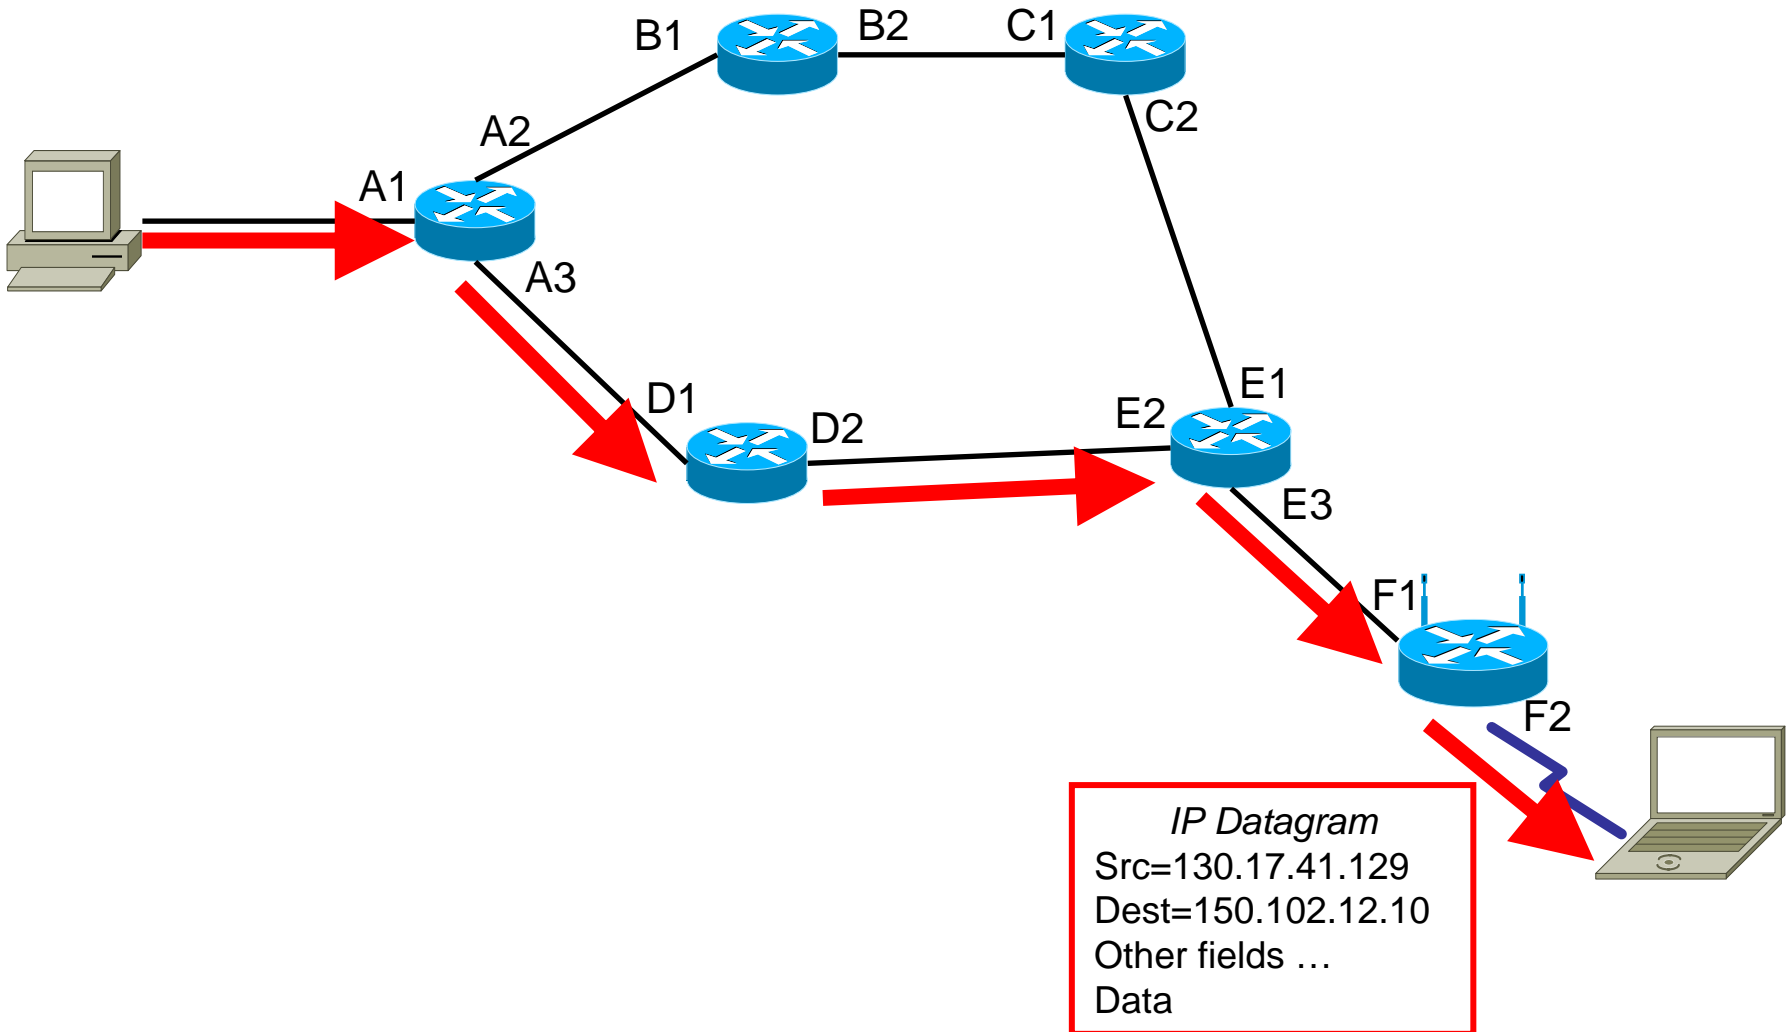 B1
B2
C1
A2
C2
A1
A3
D1
D2
E2
E1
E3
F1
F2
IP Datagram
Src=130.17.41.129
Dest=150.102.12.10
Other fields …
Data